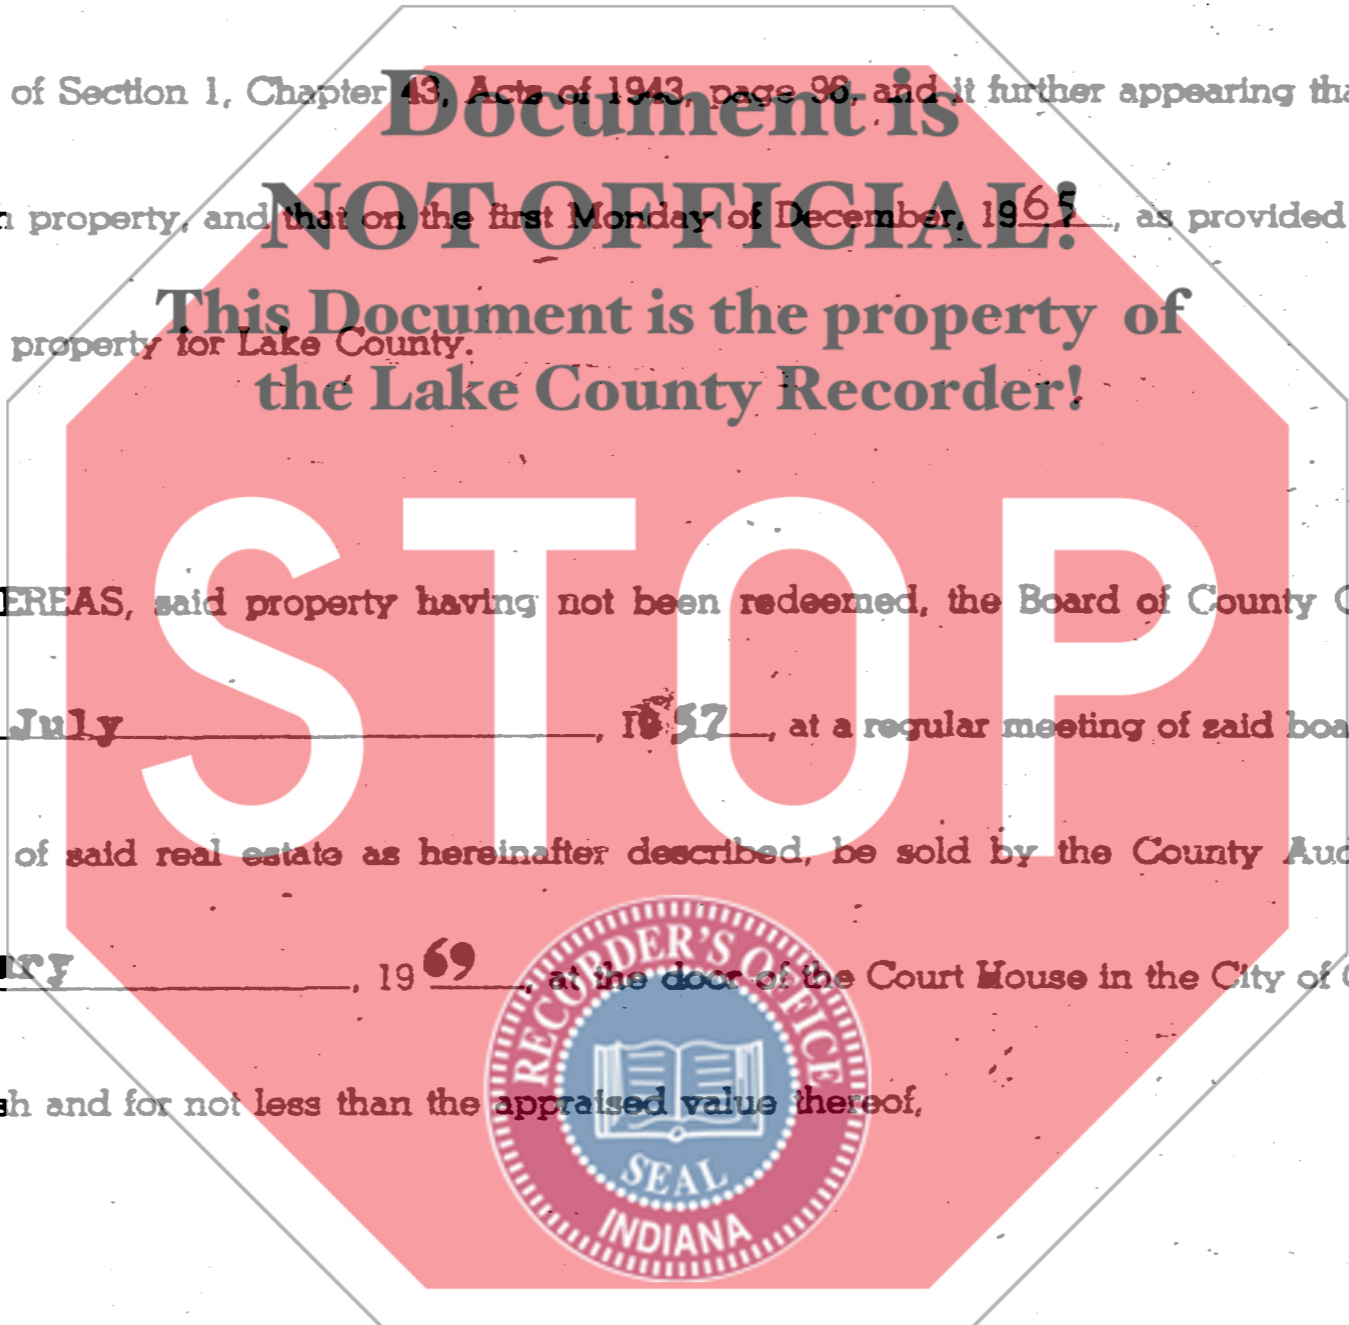 of Section 1, Chapter 43, Acts of 1943, page 98, and it further appearing tha
Document is
property, and that on the first Monday of December, 1965, as provided
NOT OFFICIAL!
This Document is the property of
property for Lake County.
the Lake County Recorder!
STOP
EREAS, said property having not been redeemed, the Board of County C
July , 1957, at a regular meeting of said boa
of said real estate as hereinafter described, be sold by the County Aud
ry , 19 69, at the door of the Court House in the City of
sh and for not less than the appraised value thereof,
RECORDER'S OFFICE
SEAL
INDIANA